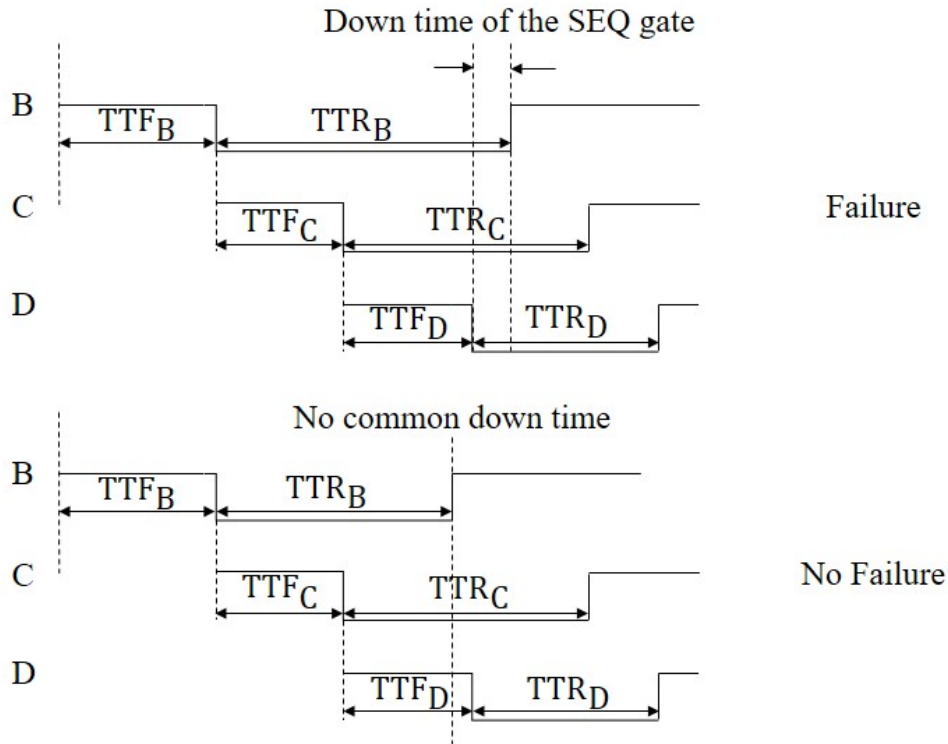 Down time of the SEQ gate
B
TTF_B
TTR_B
C
TTF_C
TTR_C
Failure
D
TTF_D
TTR_D
No common down time
B
TTF_B
TTR_B
C
TTF_C
TTR_C
No Failure
D
TTF_D
TTR_D